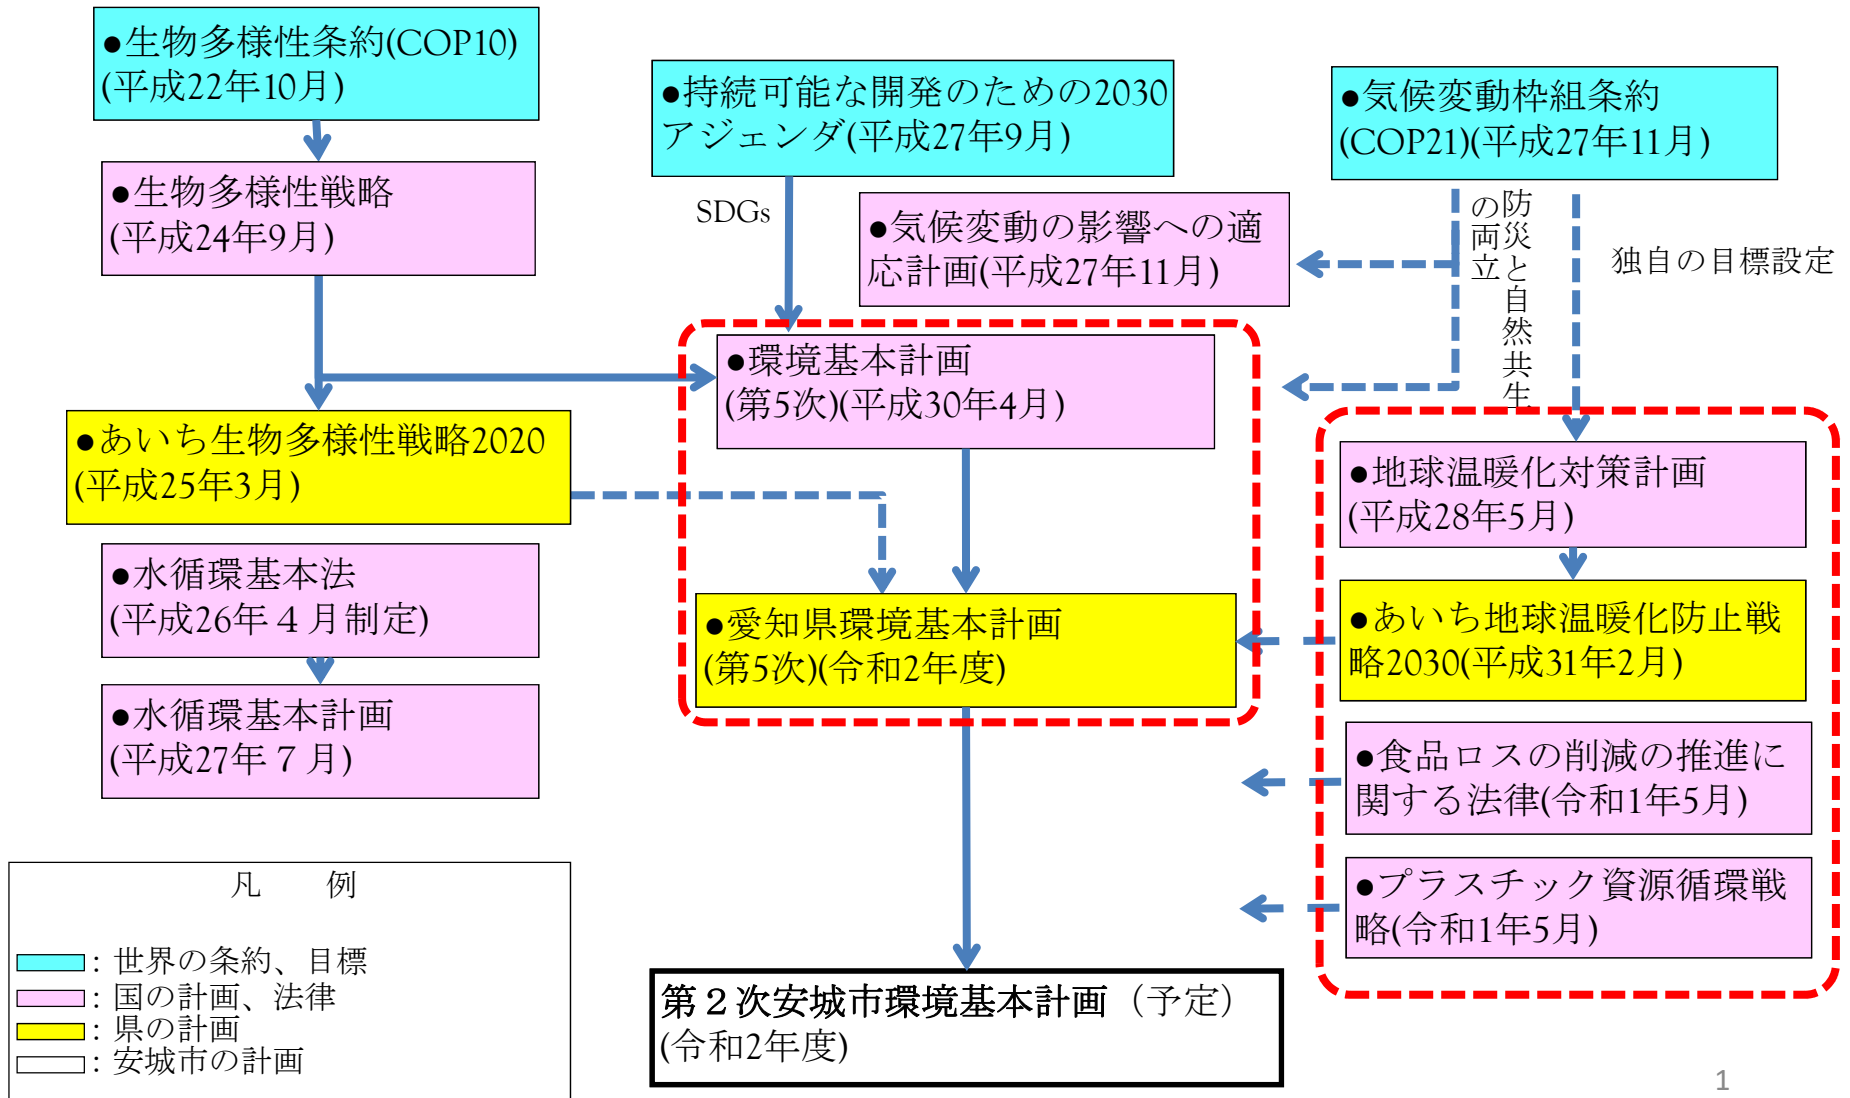 ●生物多様性条約(COP10)
(平成22年10月)
●持続可能な開発のための2030
アジェンダ(平成27年9月)
●気候変動枠組条約
(COP21)(平成27年11月)
●生物多様性戦略
(平成24年9月)
SDGs
●気候変動の影響への適
応計画(平成27年11月)
防災と自然共生
の両立
独自の目標設定
●環境基本計画
(第5次)(平成30年4月)
●あいち生物多様性戦略2020
(平成25年3月)
●地球温暖化対策計画
(平成28年5月)
●水循環基本法
(平成26年４月制定)
●愛知県環境基本計画
(第5次)(令和2年度)
●あいち地球温暖化防止戦
略2030(平成31年2月)
●水循環基本計画
(平成27年７月)
●食品ロスの削減の推進に
関する法律(令和1年5月)
●プラスチック資源循環戦
略(令和1年5月)
凡　例
：世界の条約、目標
：国の計画、法律
：県の計画
：安城市の計画
第２次安城市環境基本計画（予定）
(令和2年度)
1